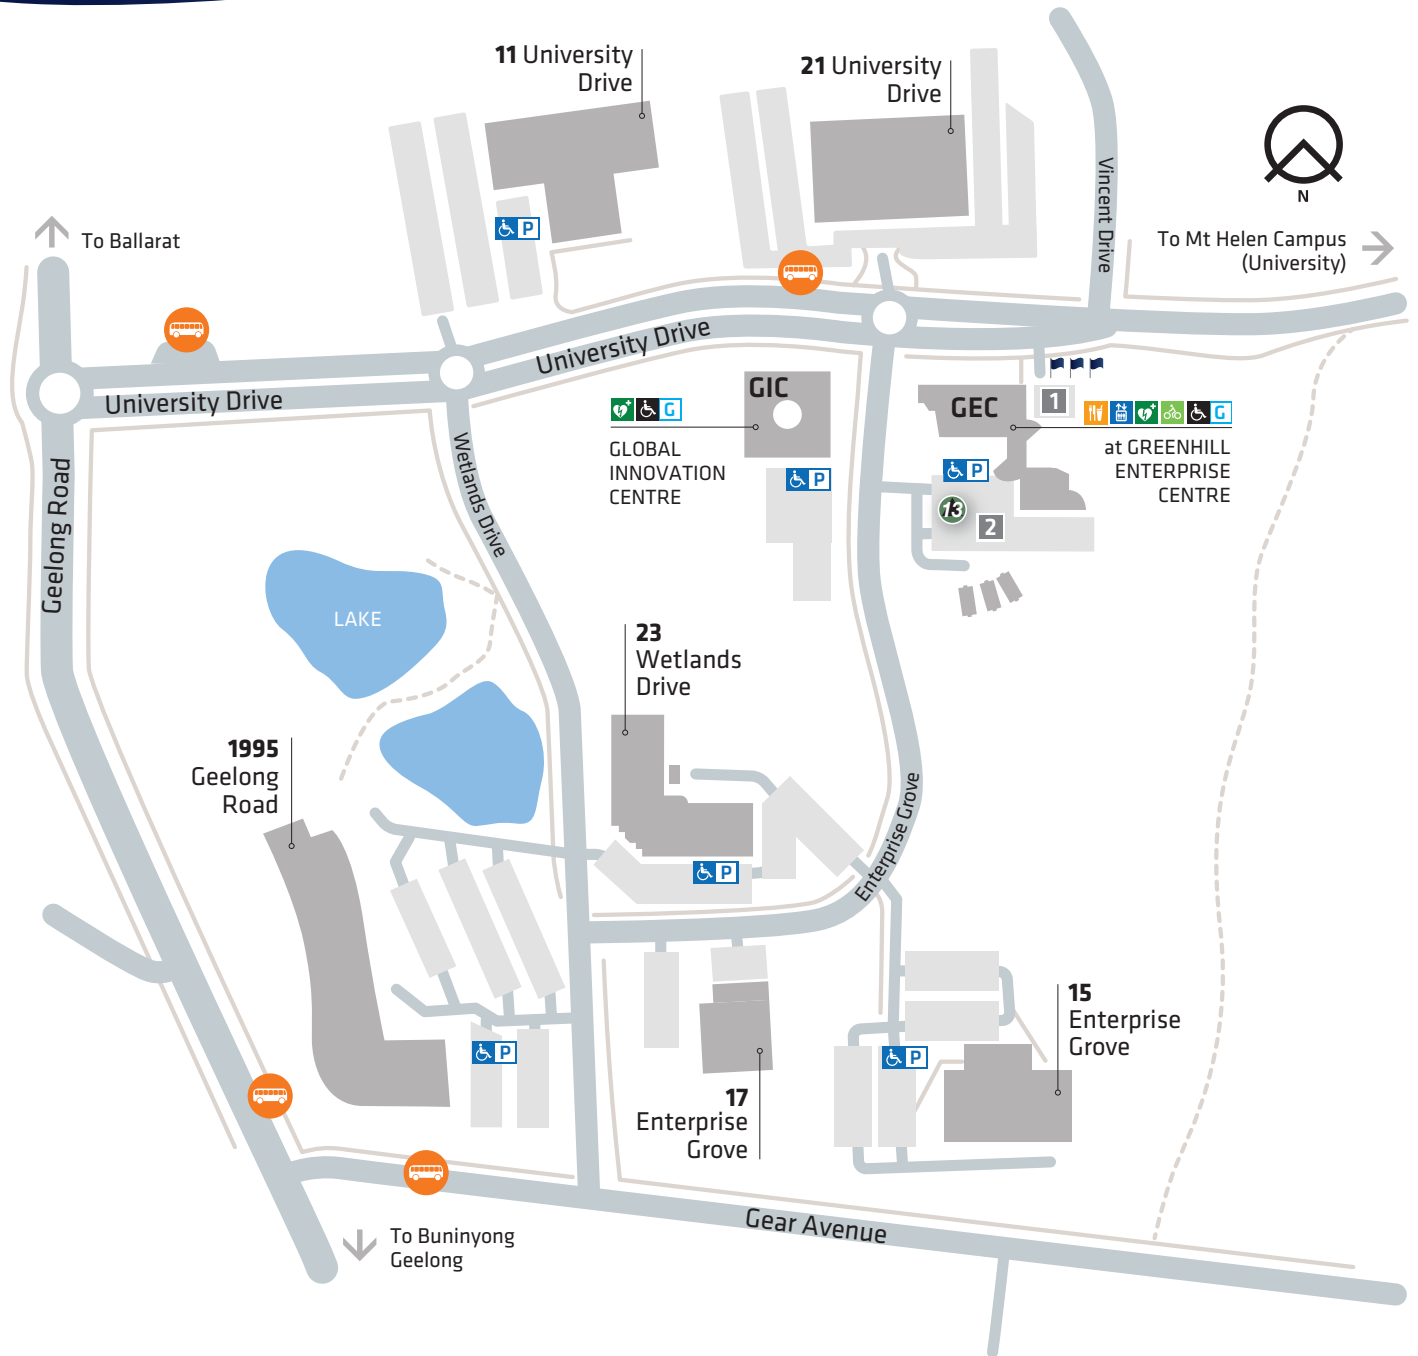 11 University
Drive
21 University
Drive
Vincent Drive
N
To Ballarat
To Mt Helen Campus
(University)
University Drive
University Drive
GIC
GEC
1
G
G
GLOBAL
INNOVATION
CENTRE
at GREENHILL
ENTERPRISE
CENTRE
P
P
P
13
2
Geelong Road
Wetlands Drive
LAKE
23
Wetlands
Drive
1995
Geelong
Road
Enterprise Grove
P
15
Enterprise
Grove
P
P
17
Enterprise
Grove
Gear Avenue
To Buninyong
Geelong